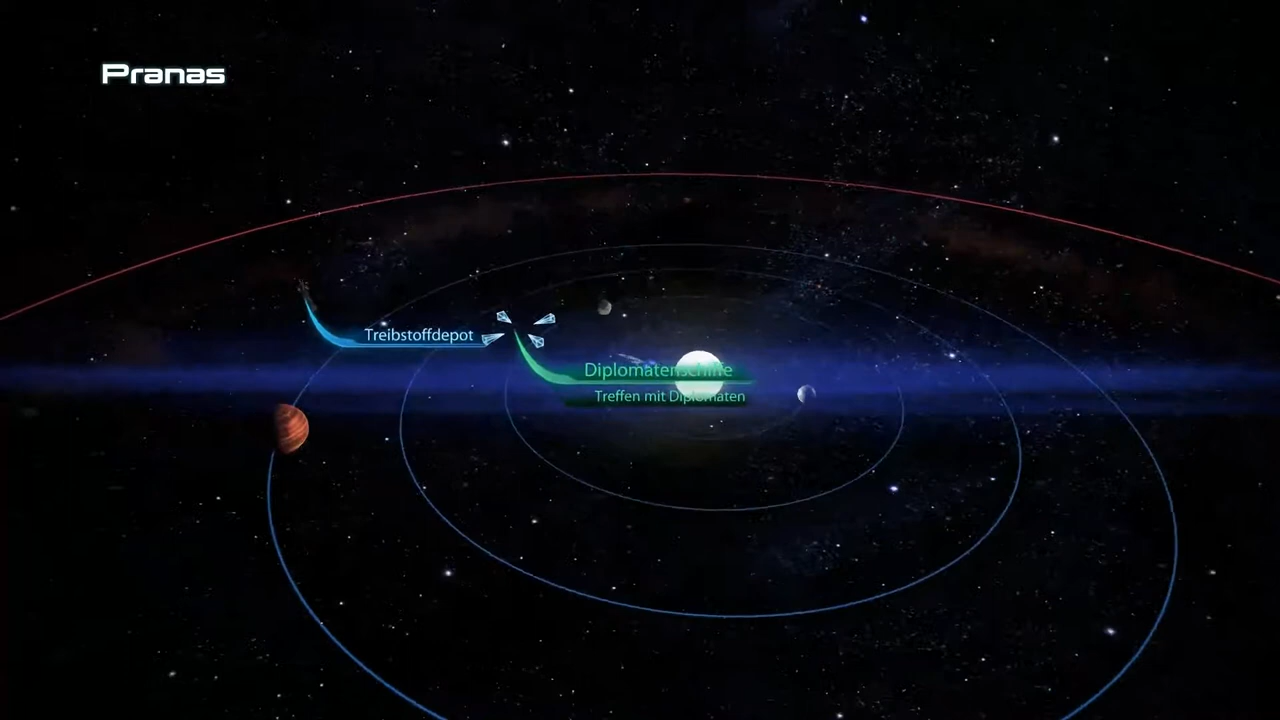 Pranas
Treibstoffdepot
Diplomatenschiffe
Treffen mit Diplomaten